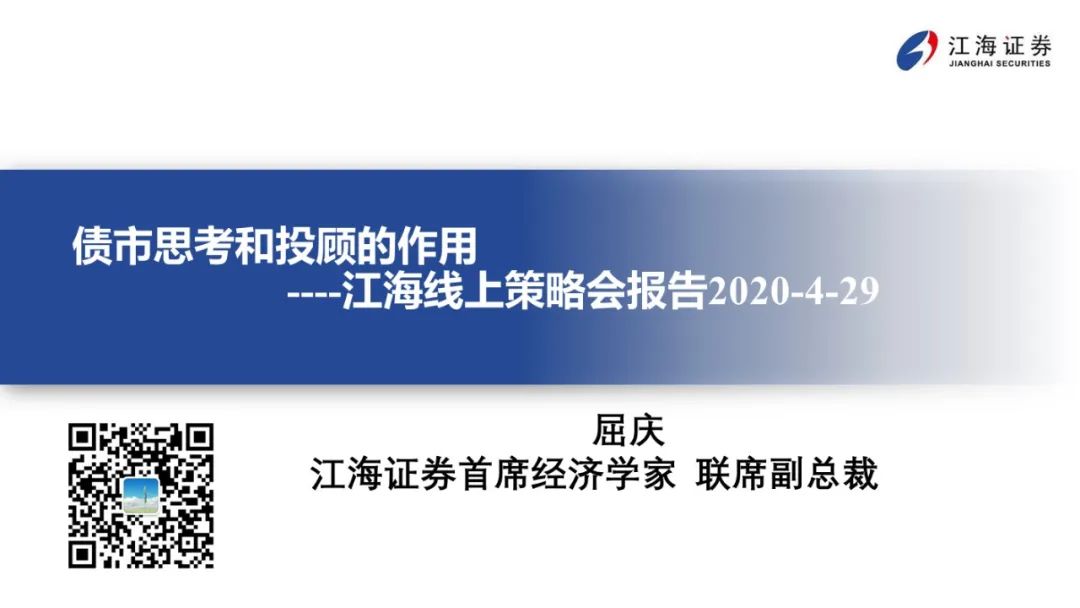 江海证券
JIANGHAI SECURITIES
债市思考和投顾的作用
----江海线上策略会报告2020-4-29
屈庆
江海证券首席经济学家 联席副总裁